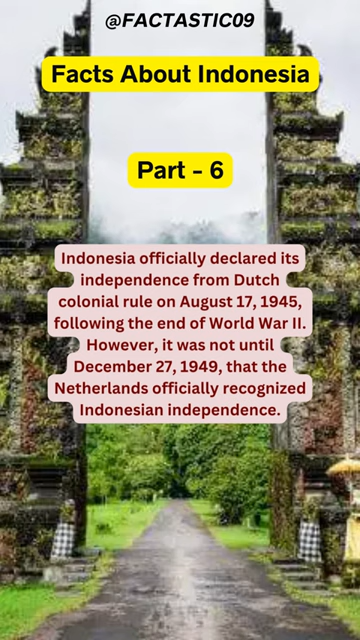 @FACTASTIC09
Facts About Indonesia
Part - 6
Indonesia officially declared its
independence from Dutch
colonial rule on August 17, 1945,
following the end of World War II.
However, it was not until
December 27, 1949, that the
Netherlands officially recognized
Indonesian independence.